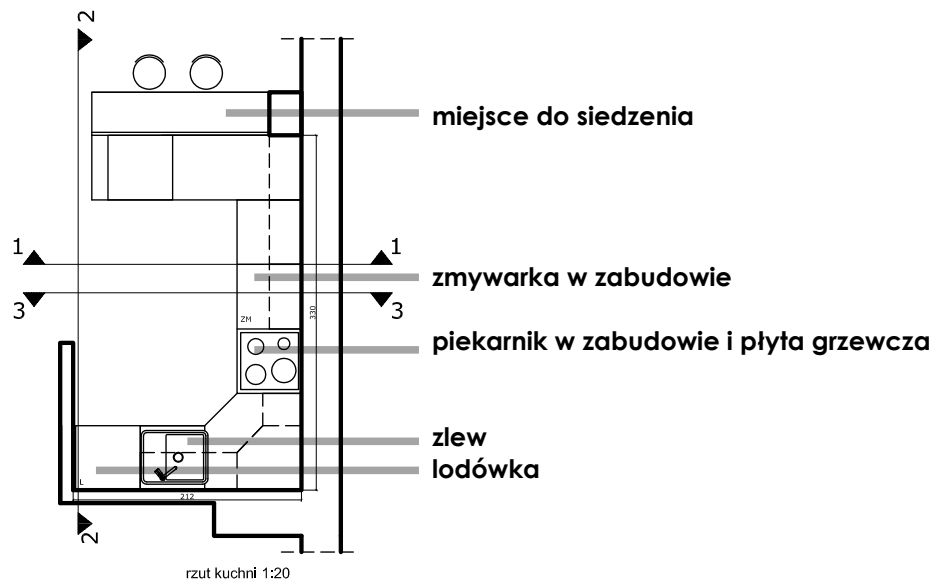 2
miejsce do siedzenia
1 1
zmywarka w zabudowie
3 3
ZM
330
piekarnik w zabudowie i płyta grzewcza
zlew
lodówka
L
212
2
rzut kuchni 1:20